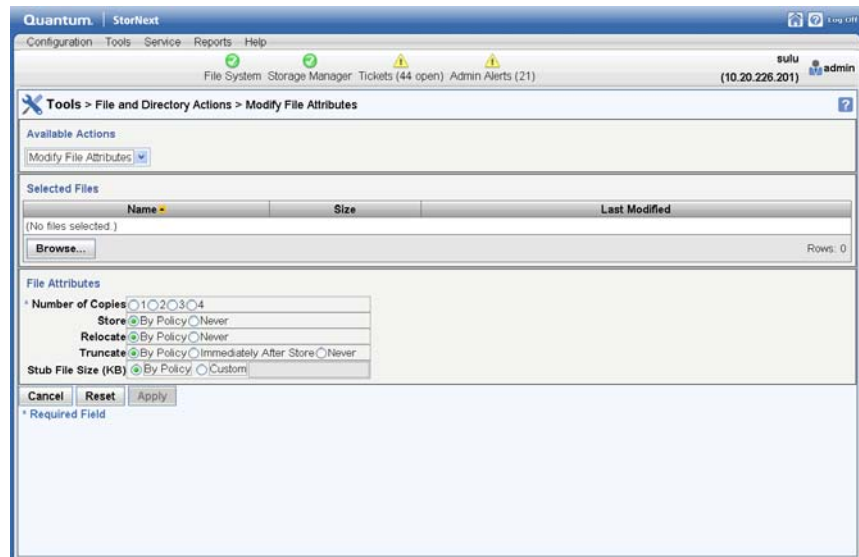 Quantum. StorNext Log Off
Configuration Tools Service Reports Help
File System Storage Manager Tickets (44 open) Admin Alerts (21)
sulu
(10.20.226.201)
admin
Tools > File and Directory Actions > Modify File Attributes
Available Actions
Modify File Attributes
Selected Files
Name Size Last Modified
(No files selected.)
Browse... Rows: 0
File Attributes
* Number of Copies 1 2 3 4
Store By Policy Never
Relocate By Policy Never
Truncate By Policy Immediately After Store Never
Stub File Size (KB) By Policy Custom
Cancel Reset Apply
* Required Field